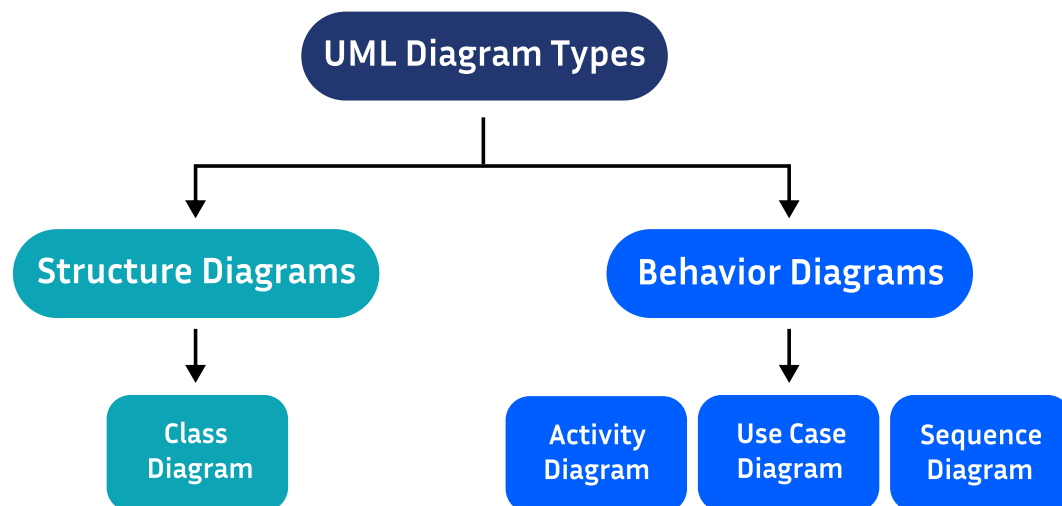 UML Diagram Types
Structure Diagrams
Behavior Diagrams
Class
Diagram
Activity
Diagram
Use Case
Diagram
Sequence
Diagram